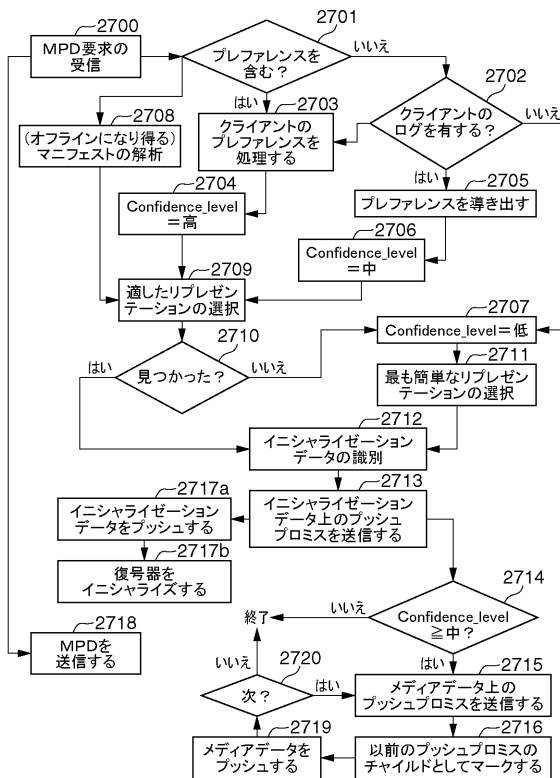 2700
MPD要求の
受信
2701
プレファレンスを
含む？
いいえ
はい
2702
クライアントの
ログを有する？
いいえ
はい
2703
クライアントの
プレファレンスを
処理する
2708
(オフラインになり得る)
マニフェストの解析
2704
Confidence_level
＝高
2705
プレファレンスを導き出す
2706
Confidence_level
＝中
2709
適したリプレゼン
テーションの選択
2710
見つかった？
はい
いいえ
2707
Confidence_level＝低
2711
最も簡単なリプレゼン
テーションの選択
2712
イニシャライゼーション
データの識別
2713
イニシャライゼーション
データ上のプッシュ
プロミスを送信する
2717a
イニシャライゼーション
データをプッシュする
2717b
復号器を
イニシャライズする
2714
Confidence_level
≧中？
いいえ
はい
終了
2718
MPDを
送信する
2720
次？
いいえ
はい
2715
メディアデータ上の
プッシュプロミスを送信する
2716
以前のプッシュプロミスの
チャイルドとしてマークする
2719
メディアデータを
プッシュする